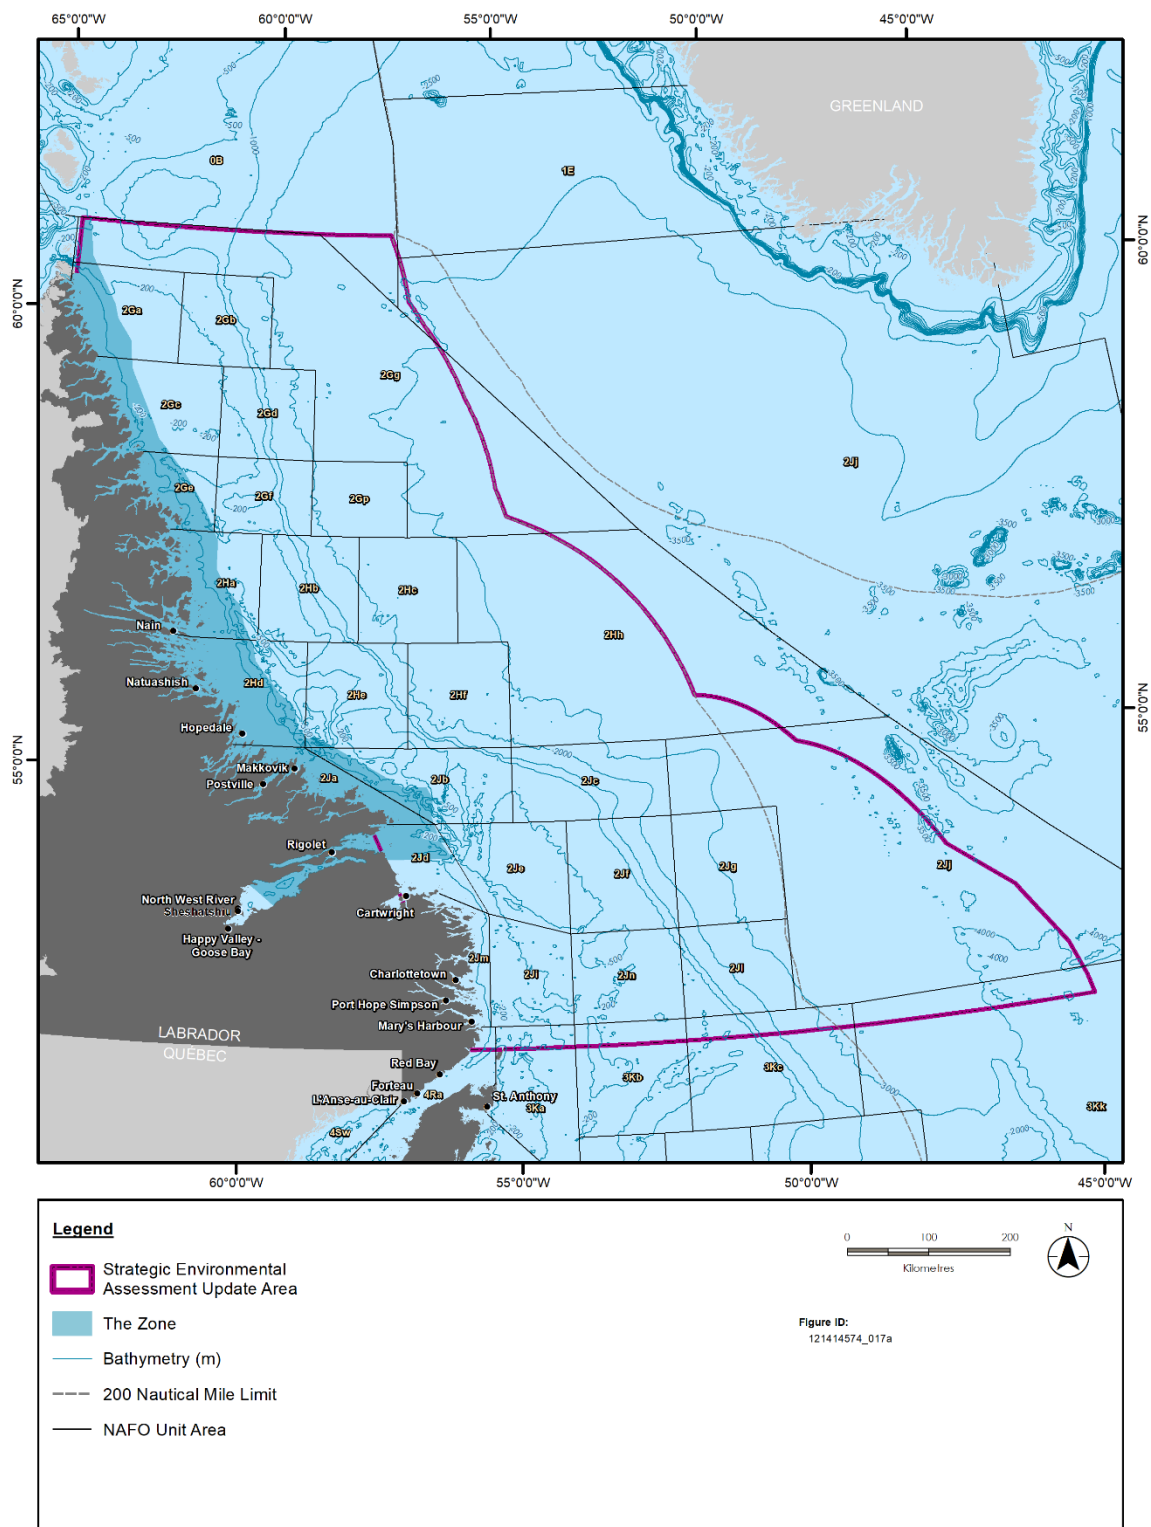 65°0'0"W 60°0'0"W 55°0'0"W 50°0'0"W 45°0'0"W
GREENLAND
0B
1E
60°0'0"N
60°0'0"N
2Ga
2Gb
2Gg
2Gc
2Gd
2Jj
2Ge
2Gf
2Gp
2Ha
2Hb
2Hc
Nain
2Hh
Natuashish
2Hd
2He
2Hf
55°0'0"N
Hopedale
55°0'0"N
Makkovik
2Ja
2Jb
2Jc
Postville
Rigolet
2Jd
2Je
2Jf
2Jg
2Jj
North West River
Sheshatshiu
Cartwright
Happy Valley -
Goose Bay
2Jm
Charlottetown
2Ji
2Jn
2Jl
Port Hope Simpson
Mary's Harbour
LABRADOR
QUÉBEC
Red Bay
3Kb
3Kc
Forteau
4Ra
L'Anse-au-Clair
St. Anthony
3Ka
3Kk
4Sw
60°0'0"W 55°0'0"W 50°0'0"W 45°0'0"W
Legend
Strategic Environmental
Assessment Update Area
The Zone
Bathymetry (m)
200 Nautical Mile Limit
NAFO Unit Area
0 100 200
Kilometres
N
Figure ID:
121414574_017a